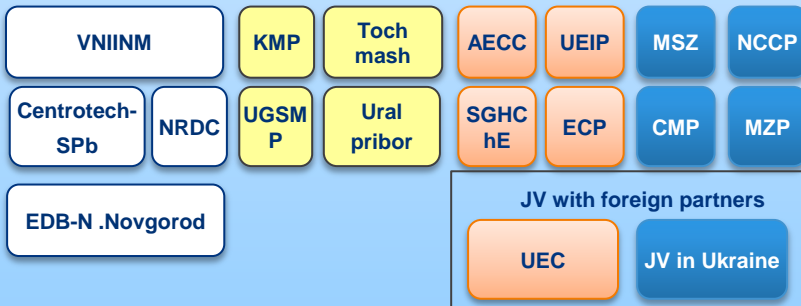 VNIINM
KMP
Toch
mash
AECC
UEIP
MSZ
NCCP
Centrotech-
SPb
NRDC
UGSM
P
Ural
pribor
SGHC
hE
ECP
CMP
MZP
EDB-N .Novgorod
JV with foreign partners
UEC
JV in Ukraine